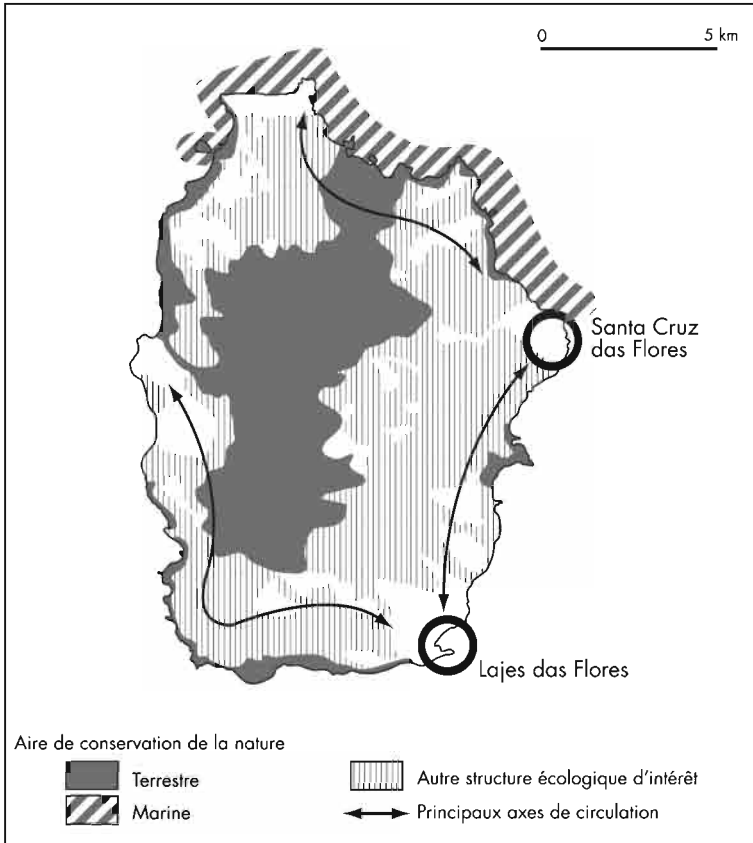 0 5 km
Santa Cruz
das Flores
Lajes das Flores
Aire de conservation de la nature
Terrestre
Marine
Autre structure écologique d'intérêt
Principaux axes de circulation